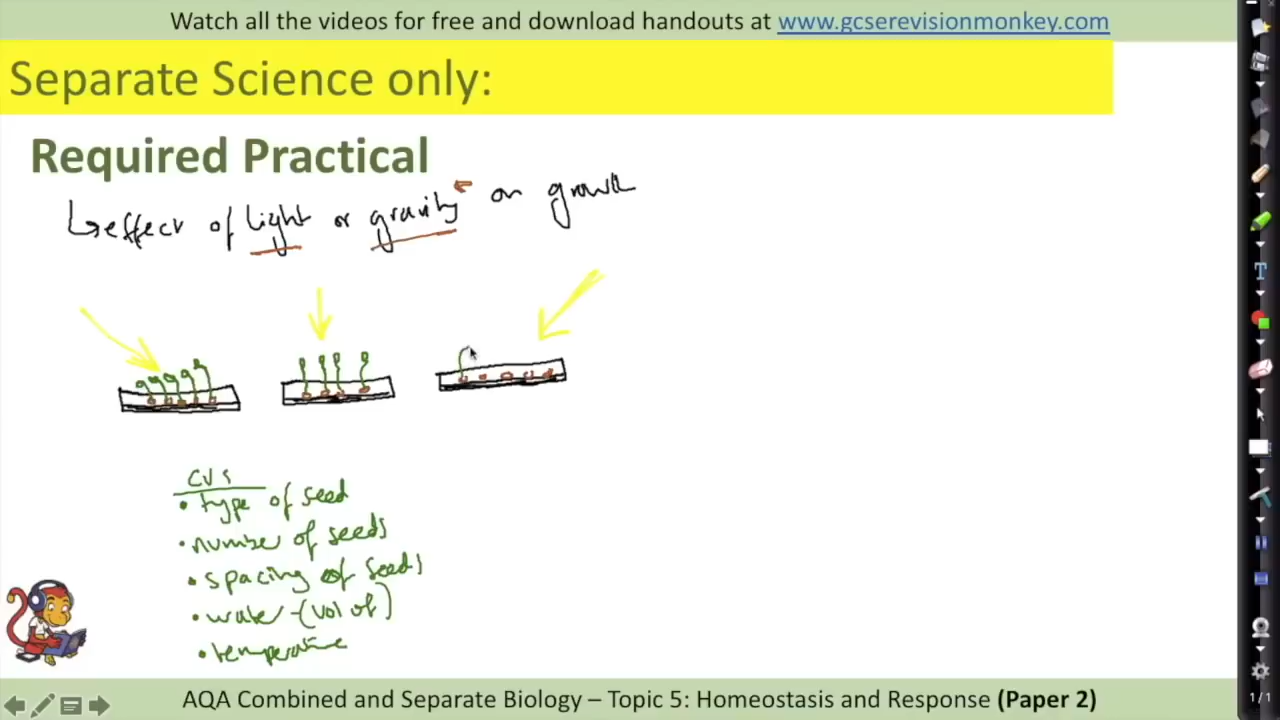 Watch all the videos for free and download handouts at www.gcserevisionmonkey.com
Separate Science only:
Required Practical
↳effect of light or gravity on growth
CVs
• type of seed
• number of seeds
• spacing of seeds
• water - (vol of)
• temperature
AQA Combined and Separate Biology – Topic 5: Homeostasis and Response (Paper 2)
1/1